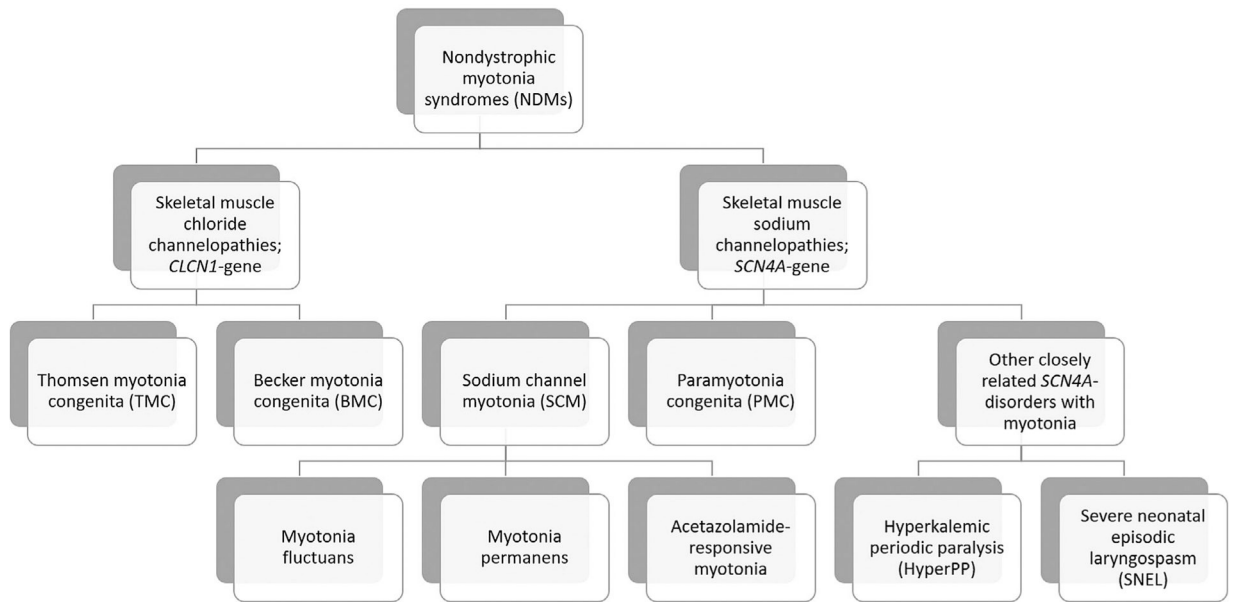 Nondystrophic
myotonia
syndromes (NDMs)
Skeletal muscle
chloride
channelopathies;
CLCN1-gene
Skeletal muscle
sodium
channelopathies;
SCN4A-gene
Thomsen myotonia
congenita (TMC)
Becker myotonia
congenita (BMC)
Sodium channel
myotonia (SCM)
Paramyotonia
congenita (PMC)
Other closely
related SCN4A-
disorders with
myotonia
Myotonia
fluctuans
Myotonia
permanens
Acetazolamide-
responsive
myotonia
Hyperkalemic
periodic paralysis
(HyperPP)
Severe neonatal
episodic
laryngospasm
(SNEL)